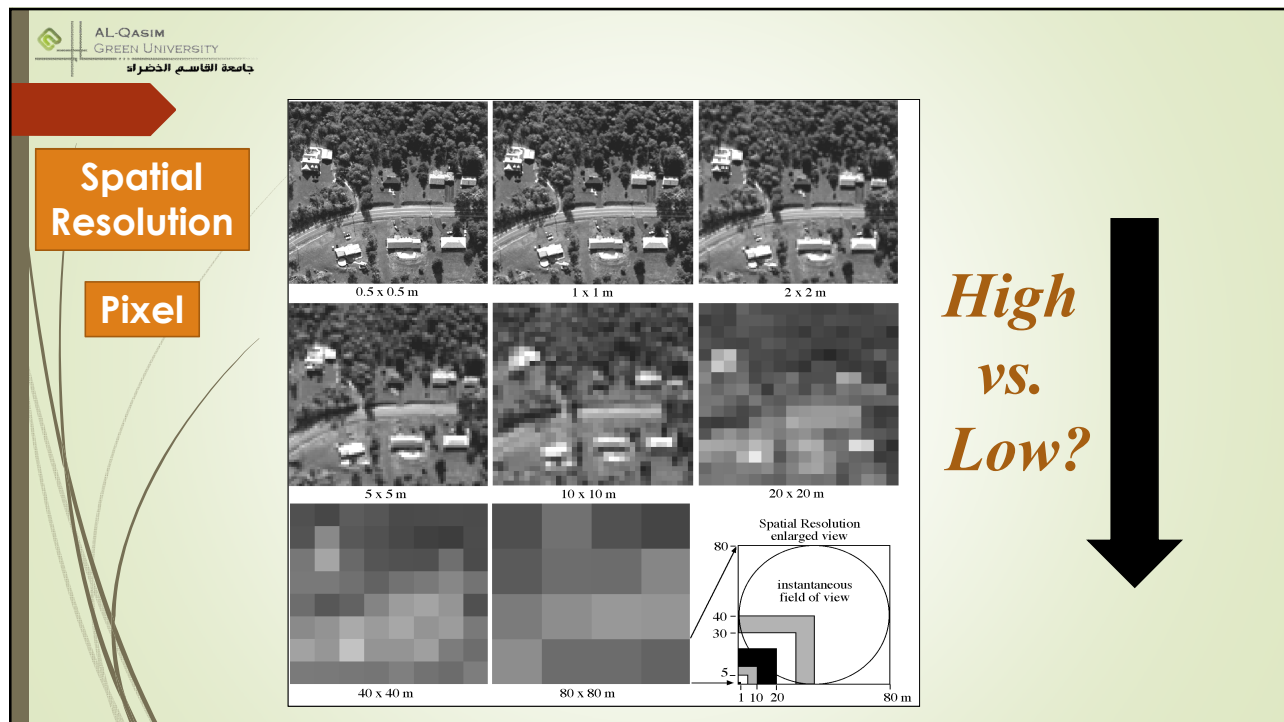 AL-QASIM
GREEN UNIVERSITY
جامعة القاسم الخضراء
Spatial
Resolution
Pixel
0.5 x 0.5 m
1 x 1 m
2 x 2 m
5 x 5 m
10 x 10 m
20 x 20 m
40 x 40 m
80 x 80 m
Spatial Resolution
enlarged view
80
instantaneous
field of view
40
30
5
1 10 20 80 m
High
vs.
Low?